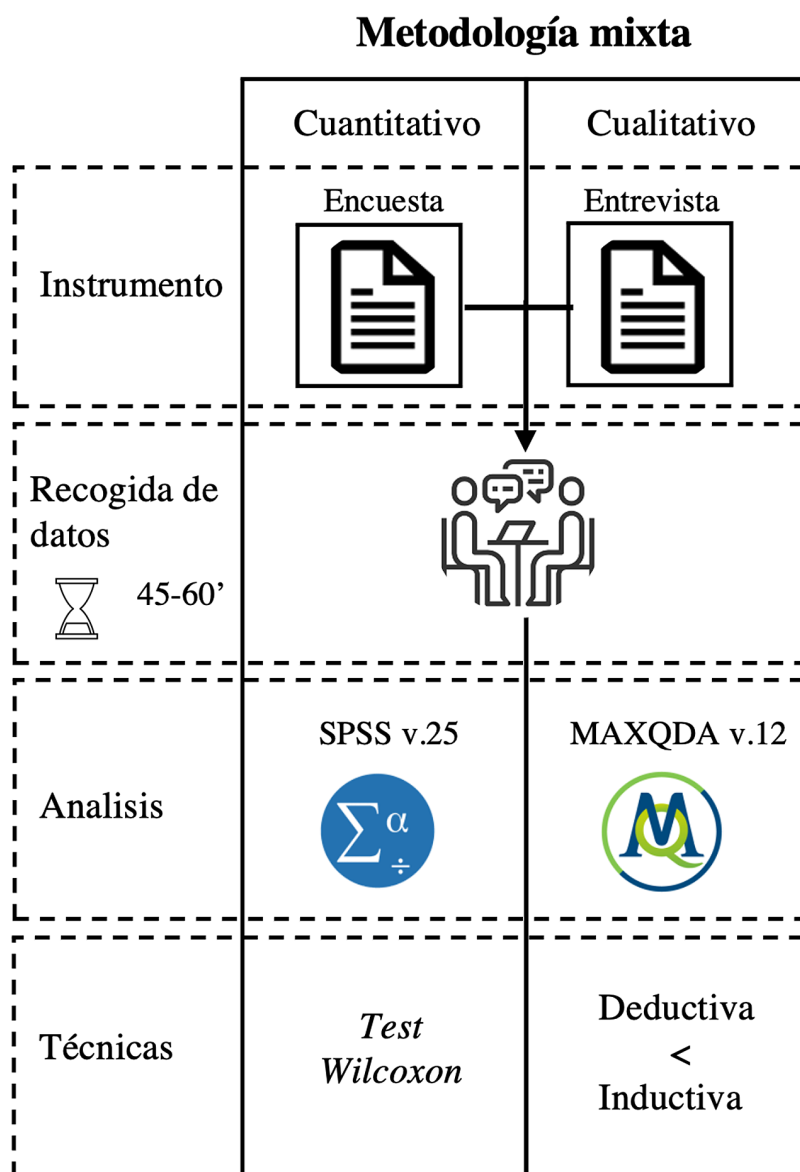 Metodología mixta
Cuantitativo
Cualitativo
Encuesta
Entrevista
Instrumento
Recogida de
datos
45-60’
SPSS v.25
MAXQDA v.12
Analisis
Σ α ÷
MQ
Técnicas
Test
Wilcoxon
Deductiva
<
Inductiva